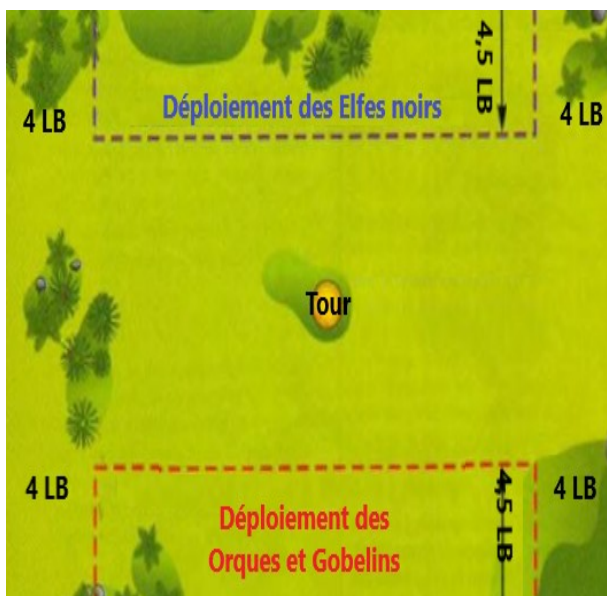 4,5 LB
Déploiement des Elfes noirs
4 LB
4 LB
Tour
4 LB
4,5 LB
4 LB
Déploiement des
Orques et Gobelins